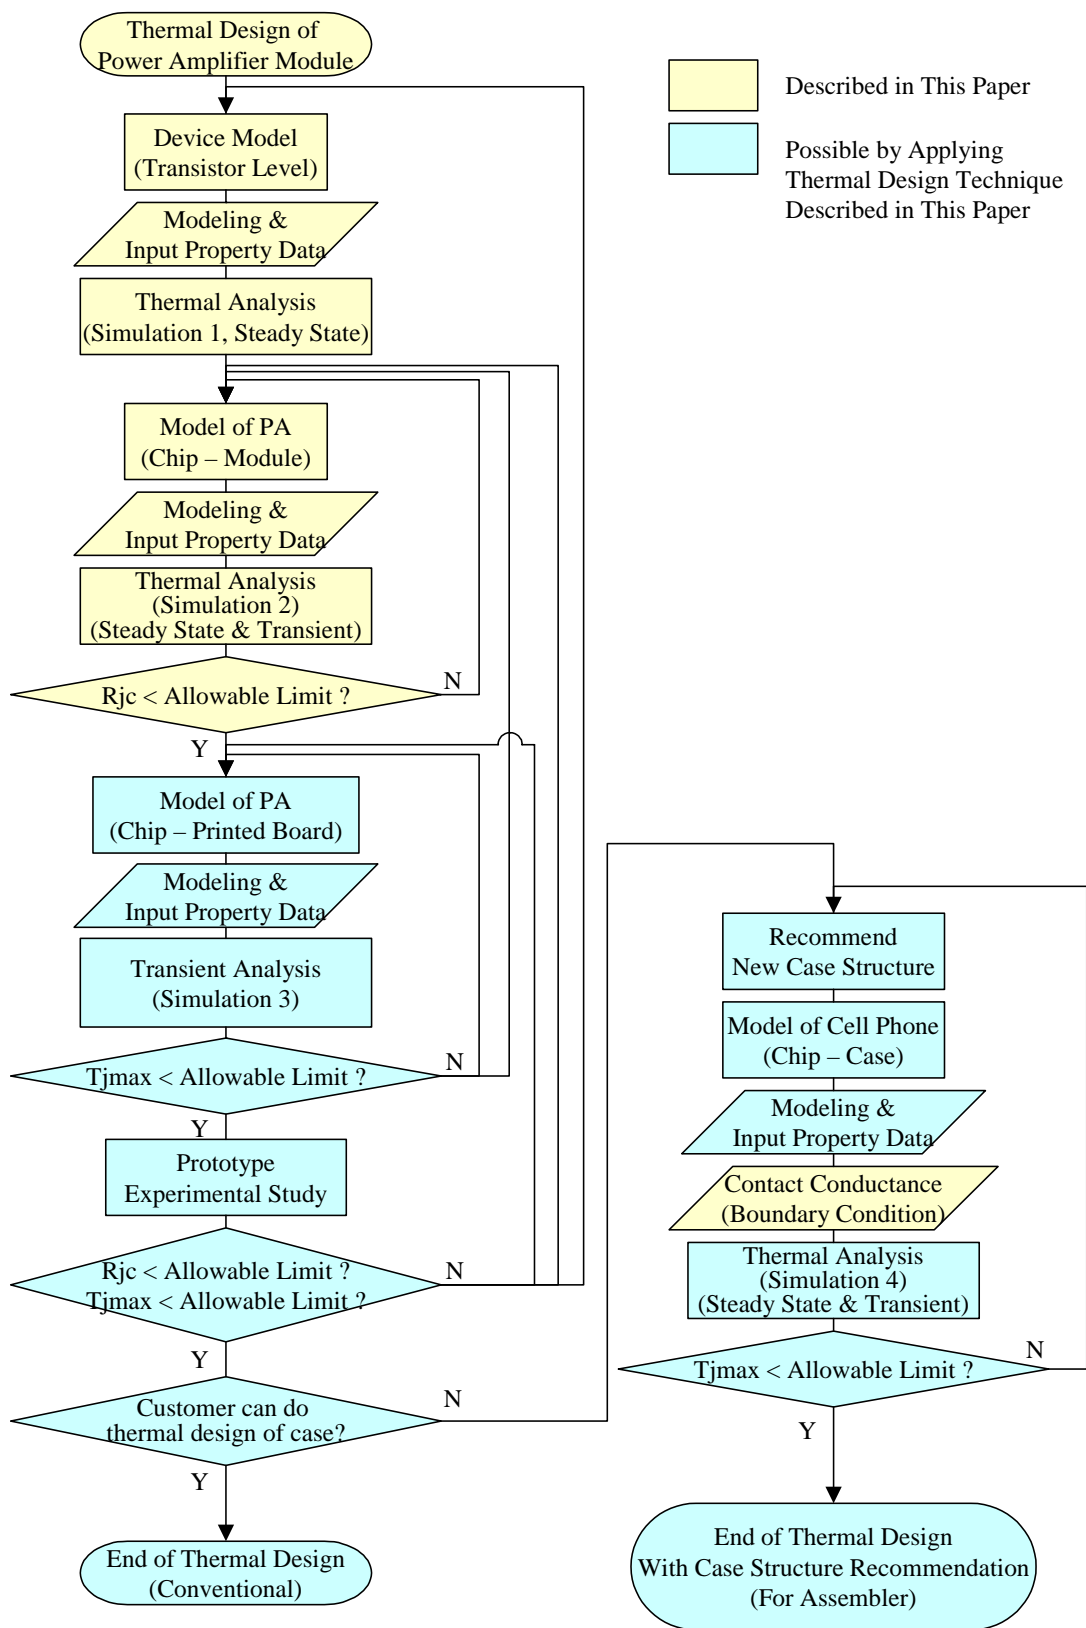 Thermal Design of
Power Amplifier Module
Described in This Paper
Possible by Applying
Thermal Design Technique
Described in This Paper
Device Model
(Transistor Level)
Modeling &
Input Property Data
Thermal Analysis
(Simulation 1, Steady State)
Model of PA
(Chip – Module)
Modeling &
Input Property Data
Thermal Analysis
(Simulation 2)
(Steady State & Transient)
Rjc < Allowable Limit ?
N
Y
Model of PA
(Chip – Printed Board)
Modeling &
Input Property Data
Transient Analysis
(Simulation 3)
Tjmax < Allowable Limit ?
N
Y
Prototype
Experimental Study
Rjc < Allowable Limit ?
Tjmax < Allowable Limit ?
N
Y
Customer can do
thermal design of case?
N
Y
End of Thermal Design
(Conventional)
Recommend
New Case Structure
Model of Cell Phone
(Chip – Case)
Modeling &
Input Property Data
Contact Conductance
(Boundary Condition)
Thermal Analysis
(Simulation 4)
(Steady State & Transient)
Tjmax < Allowable Limit ?
N
Y
End of Thermal Design
With Case Structure Recommendation
(For Assembler)